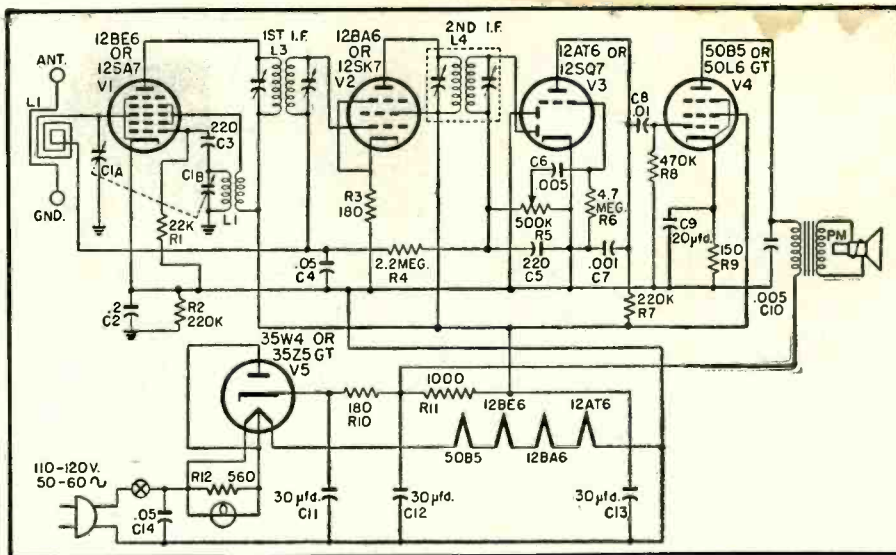 12BE6
OR
12SA7
V1
ANT.
L1
GND.
C1A
220
C3
C1B
L1
22K
R1
.2
C2
R2
220K
1ST I.F.
L3
12BA6
OR
12SK7
V2
R3
180
.05
C4
2.2MEG.
R4
2ND I.F.
L4
12AT6 OR
12SQ7
V3
C6
.005
500K
R5
4.7
MEG.
R6
220
C5
.001
C7
220K
R7
C8
.01
50B5 OR
50L6 GT
V4
470K
R8
C9
20µfd.
150
R9
.005
C10
PM
35W4 OR
35Z5GT
V5
180
R10
1000
R11
12BE6
12AT6
50B5
12BA6
110-120V.
50-60∿
.05
C14
R12
560
30µfd.
C11
30µfd.
C12
30µfd.
C13